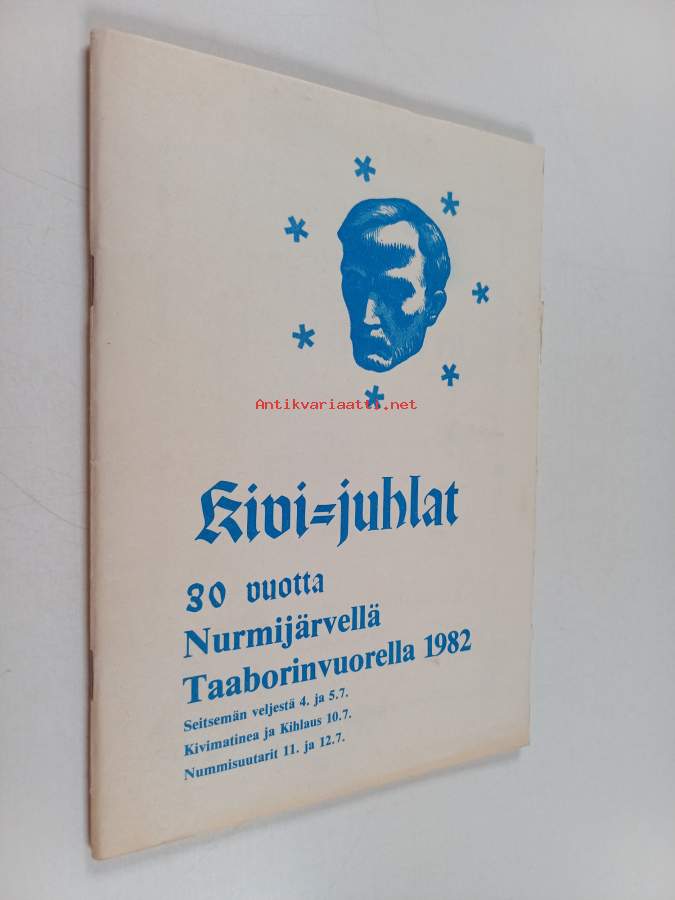 Antikvariaatti.net
Kivi=juhlat
30 vuotta
Nurmijärvellä
Taaborinvuorella 1982
Seitsemän veljestä 4. ja 5.7.
Kivimatinea ja Kihlaus 10.7.
Nummisuutarit 11. ja 12.7.